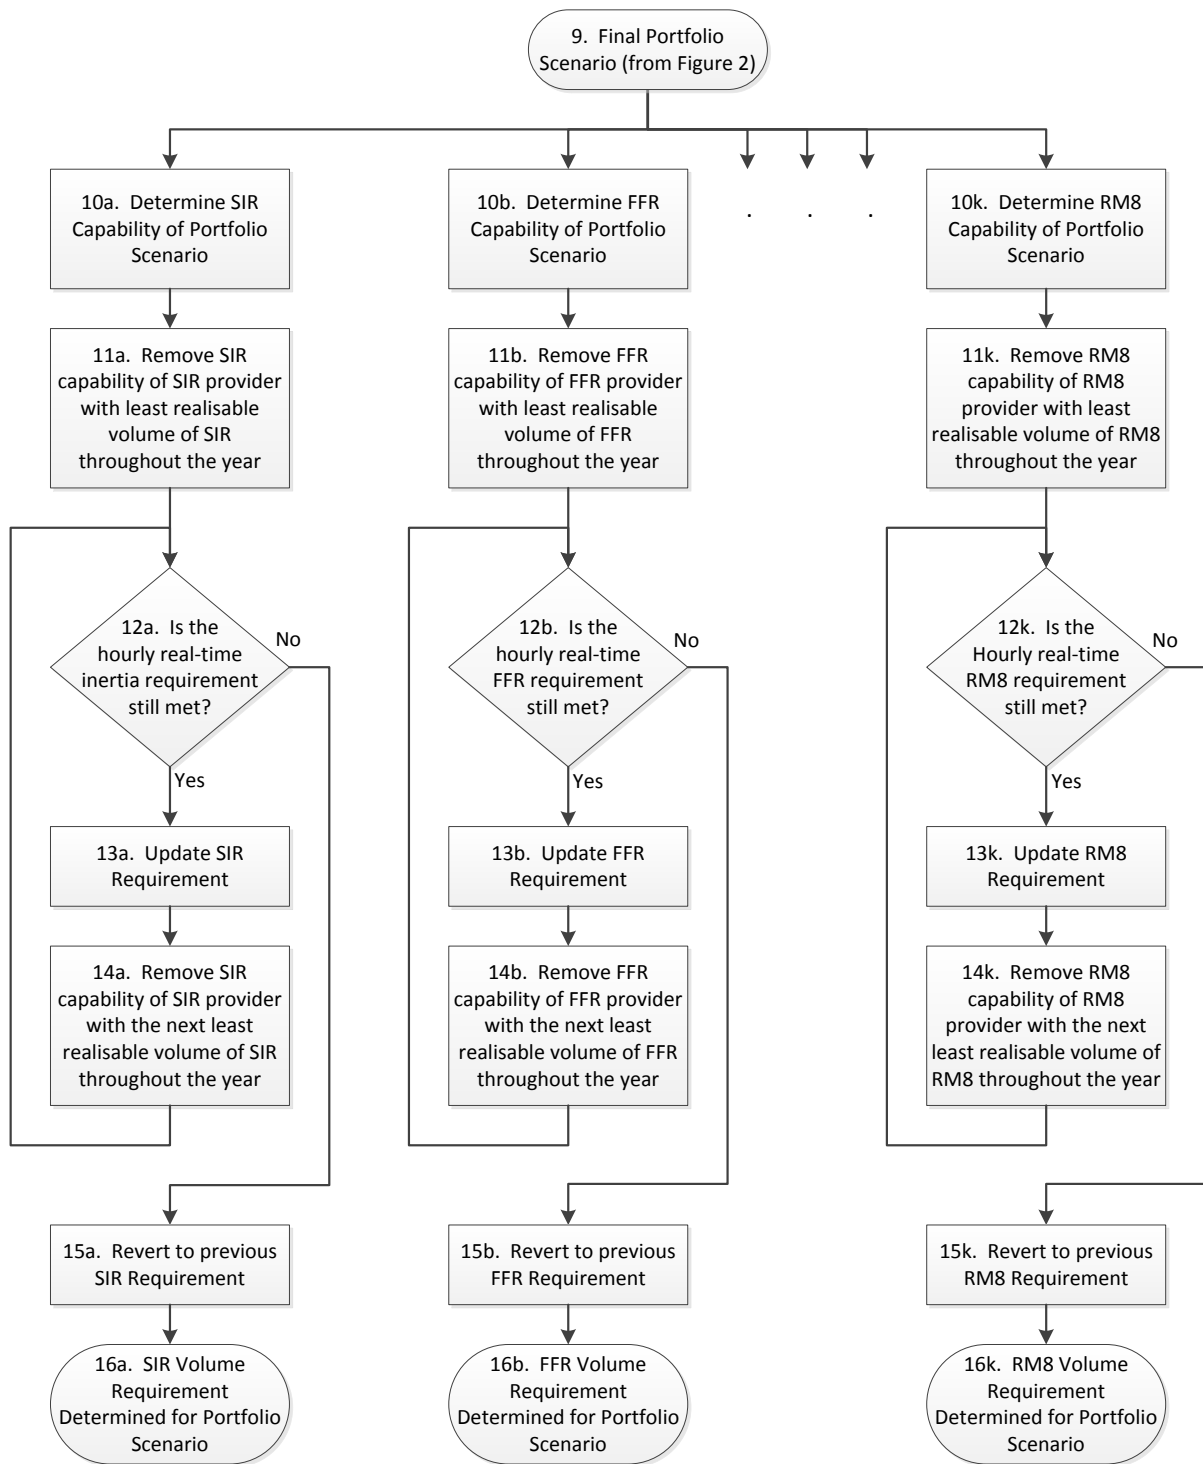 9. Final Portfolio
Scenario (from Figure 2)
10a. Determine SIR
Capability of Portfolio
Scenario
10b. Determine FFR
Capability of Portfolio
Scenario
. . .
10k. Determine RM8
Capability of Portfolio
Scenario
11a. Remove SIR
capability of SIR provider
with least realisable
volume of SIR
throughout the year
11b. Remove FFR
capability of FFR provider
with least realisable
volume of FFR
throughout the year
11k. Remove RM8
capability of RM8
provider with least
realisable volume of RM8
throughout the year
12a. Is the
hourly real-time
inertia requirement
still met?
No
Yes
12b. Is the
hourly real-time
FFR requirement
still met?
No
Yes
12k. Is the
Hourly real-time
RM8 requirement
still met?
No
Yes
13a. Update SIR
Requirement
13b. Update FFR
Requirement
13k. Update RM8
Requirement
14a. Remove SIR
capability of SIR provider
with the next least
realisable volume of SIR
throughout the year
14b. Remove FFR
capability of FFR provider
with the next least
realisable volume of FFR
throughout the year
14k. Remove RM8
capability of RM8
provider with the next
least realisable volume of
RM8 throughout the year
15a. Revert to previous
SIR Requirement
15b. Revert to previous
FFR Requirement
15k. Revert to previous
RM8 Requirement
16a. SIR Volume
Requirement
Determined for Portfolio
Scenario
16b. FFR Volume
Requirement
Determined for Portfolio
Scenario
16k. RM8 Volume
Requirement
Determined for Portfolio
Scenario